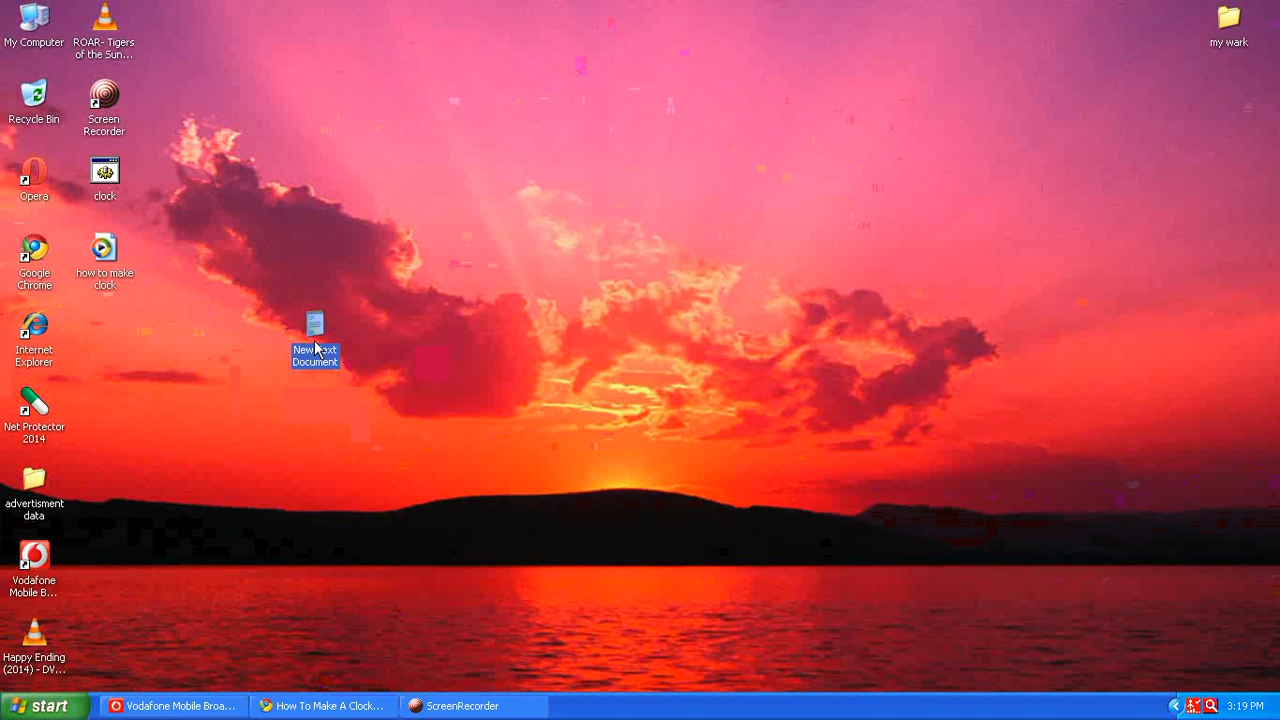 My Computer
ROAR- Tigers
of the Sun...
my wark
Recycle Bin
Screen
Recorder
Opera
clock
Google
Chrome
how to make
clock
Internet
Explorer
New Text
Document
Net Protector
2014
advertisment
data
Vodafone
Mobile B...
Happy Ending
(2014) - DV...
start
Vodafone Mobile Broa...
How To Make A Clock...
ScreenRecorder
3:19 PM